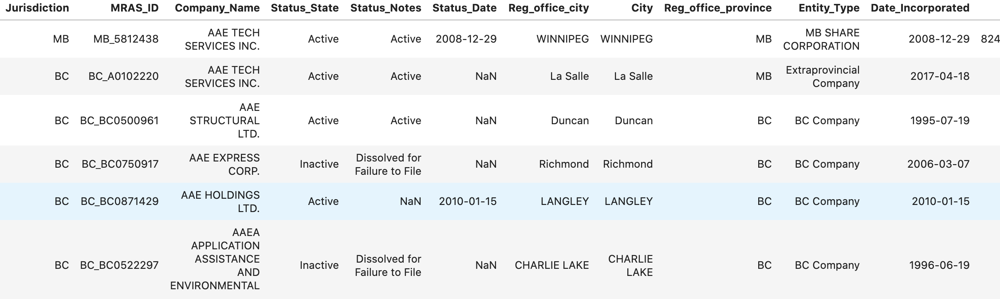 Jurisdiction MRAS_ID Company_Name Status_State Status_Notes Status_Date Reg_office_city City Reg_office_province Entity_Type Date_Incorporated
MB MB_5812438 AAE TECH SERVICES INC. Active Active 2008-12-29 WINNIPEG WINNIPEG MB MB SHARE CORPORATION 2008-12-29 824
BC BC_A0102220 AAE TECH SERVICES INC. Active Active NaN La Salle La Salle MB Extraprovincial Company 2017-04-18
BC BC_BC0500961 AAE STRUCTURAL LTD. Active Active NaN Duncan Duncan BC BC Company 1995-07-19
BC BC_BC0750917 AAE EXPRESS CORP. Inactive Dissolved for Failure to File NaN Richmond Richmond BC BC Company 2006-03-07
BC BC_BC0871429 AAE HOLDINGS LTD. Active NaN 2010-01-15 LANGLEY LANGLEY BC BC Company 2010-01-15
BC BC_BC0522297 AAEA APPLICATION ASSISTANCE AND ENVIRONMENTAL Inactive Dissolved for Failure to File NaN CHARLIE LAKE CHARLIE LAKE BC BC Company 1996-06-19